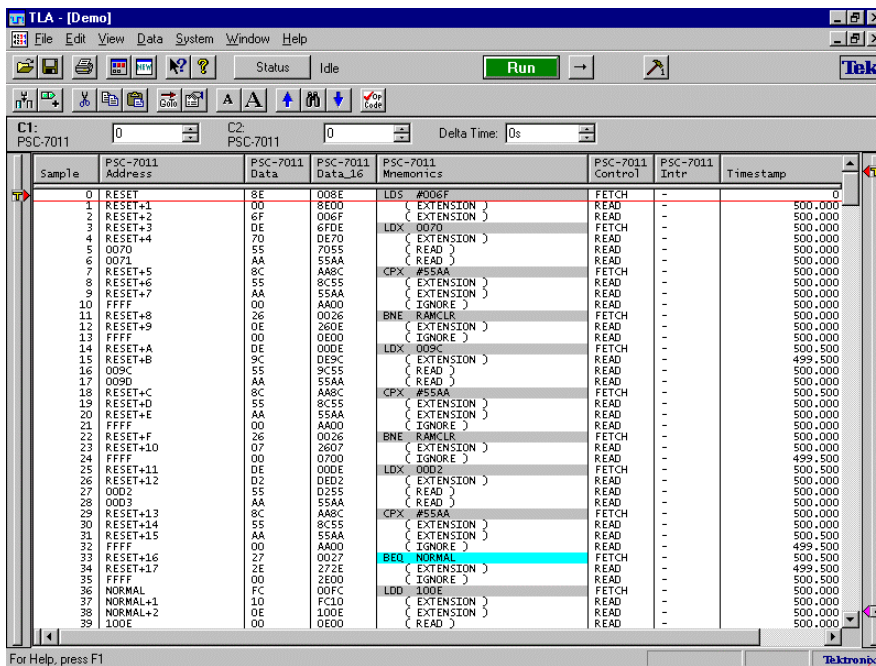 TLA - [Demo]
File Edit View Data System Window Help
Status Idle Run Tek
GoTo A A Op Code
C1: 0 C2: 0 Delta Time: 0s
PSC-7011 PSC-7011
PSC-7011 PSC-7011 PSC-7011 PSC-7011 PSC-7011 PSC-7011
Sample Address Data Data_16 Mnemonics Control Intr Timestamp
0 RESET 8E 008E LDS #006F FETCH - 0
1 RESET+1 00 8E00 ( EXTENSION ) READ - 500.000
2 RESET+2 6F 006F ( EXTENSION ) READ - 500.000
3 RESET+3 DE 6FDE LDX 0070 FETCH - 500.000
4 RESET+4 70 DE70 ( EXTENSION ) READ - 500.000
5 0070 55 7055 ( READ ) READ - 500.000
6 0071 AA 55AA ( READ ) READ - 500.000
7 RESET+5 8C AA8C CPX #55AA FETCH - 500.000
8 RESET+6 55 8C55 ( EXTENSION ) READ - 500.000
9 RESET+7 AA 55AA ( EXTENSION ) READ - 500.000
10 FFFF 00 AA00 ( IGNORE ) READ - 500.000
11 RESET+8 26 0026 BNE RAMCLR FETCH - 500.000
12 RESET+9 0E 260E ( EXTENSION ) READ - 500.000
13 FFFF 00 0E00 ( IGNORE ) READ - 500.000
14 RESET+A DE 00DE LDX 009C FETCH - 500.500
15 RESET+B 9C DE9C ( EXTENSION ) READ - 499.500
16 009C 55 9C55 ( READ ) READ - 500.000
17 009D AA 55AA ( READ ) READ - 500.000
18 RESET+C 8C AA8C CPX #55AA FETCH - 500.500
19 RESET+D 55 8C55 ( EXTENSION ) READ - 500.000
20 RESET+E AA 55AA ( EXTENSION ) READ - 500.000
21 FFFF 00 AA00 ( IGNORE ) READ - 500.000
22 RESET+F 26 0026 BNE RAMCLR FETCH - 500.000
23 RESET+10 07 2607 ( EXTENSION ) READ - 500.000
24 FFFF 00 0700 ( IGNORE ) READ - 499.500
25 RESET+11 DE 00DE LDX 00D2 FETCH - 500.500
26 RESET+12 D2 DED2 ( EXTENSION ) READ - 500.000
27 00D2 55 D255 ( READ ) READ - 500.000
28 00D3 AA 55AA ( READ ) READ - 500.000
29 RESET+13 8C AA8C CPX #55AA FETCH - 500.500
30 RESET+14 55 8C55 ( EXTENSION ) READ - 500.000
31 RESET+15 AA 55AA ( EXTENSION ) READ - 500.000
32 FFFF 00 AA00 ( IGNORE ) READ - 499.500
33 RESET+16 27 0027 BEQ NORMAL FETCH - 500.500
34 RESET+17 2E 272E ( EXTENSION ) READ - 499.500
35 FFFF 00 2E00 ( IGNORE ) READ - 500.500
36 NORMAL FC 00FC LDD 100E FETCH - 500.000
37 NORMAL+1 10 FC10 ( EXTENSION ) READ - 500.000
38 NORMAL+2 0E 100E ( EXTENSION ) READ - 500.000
39 100E 00 0E00 ( READ ) READ - 500.000
For Help, press F1 Tektronix